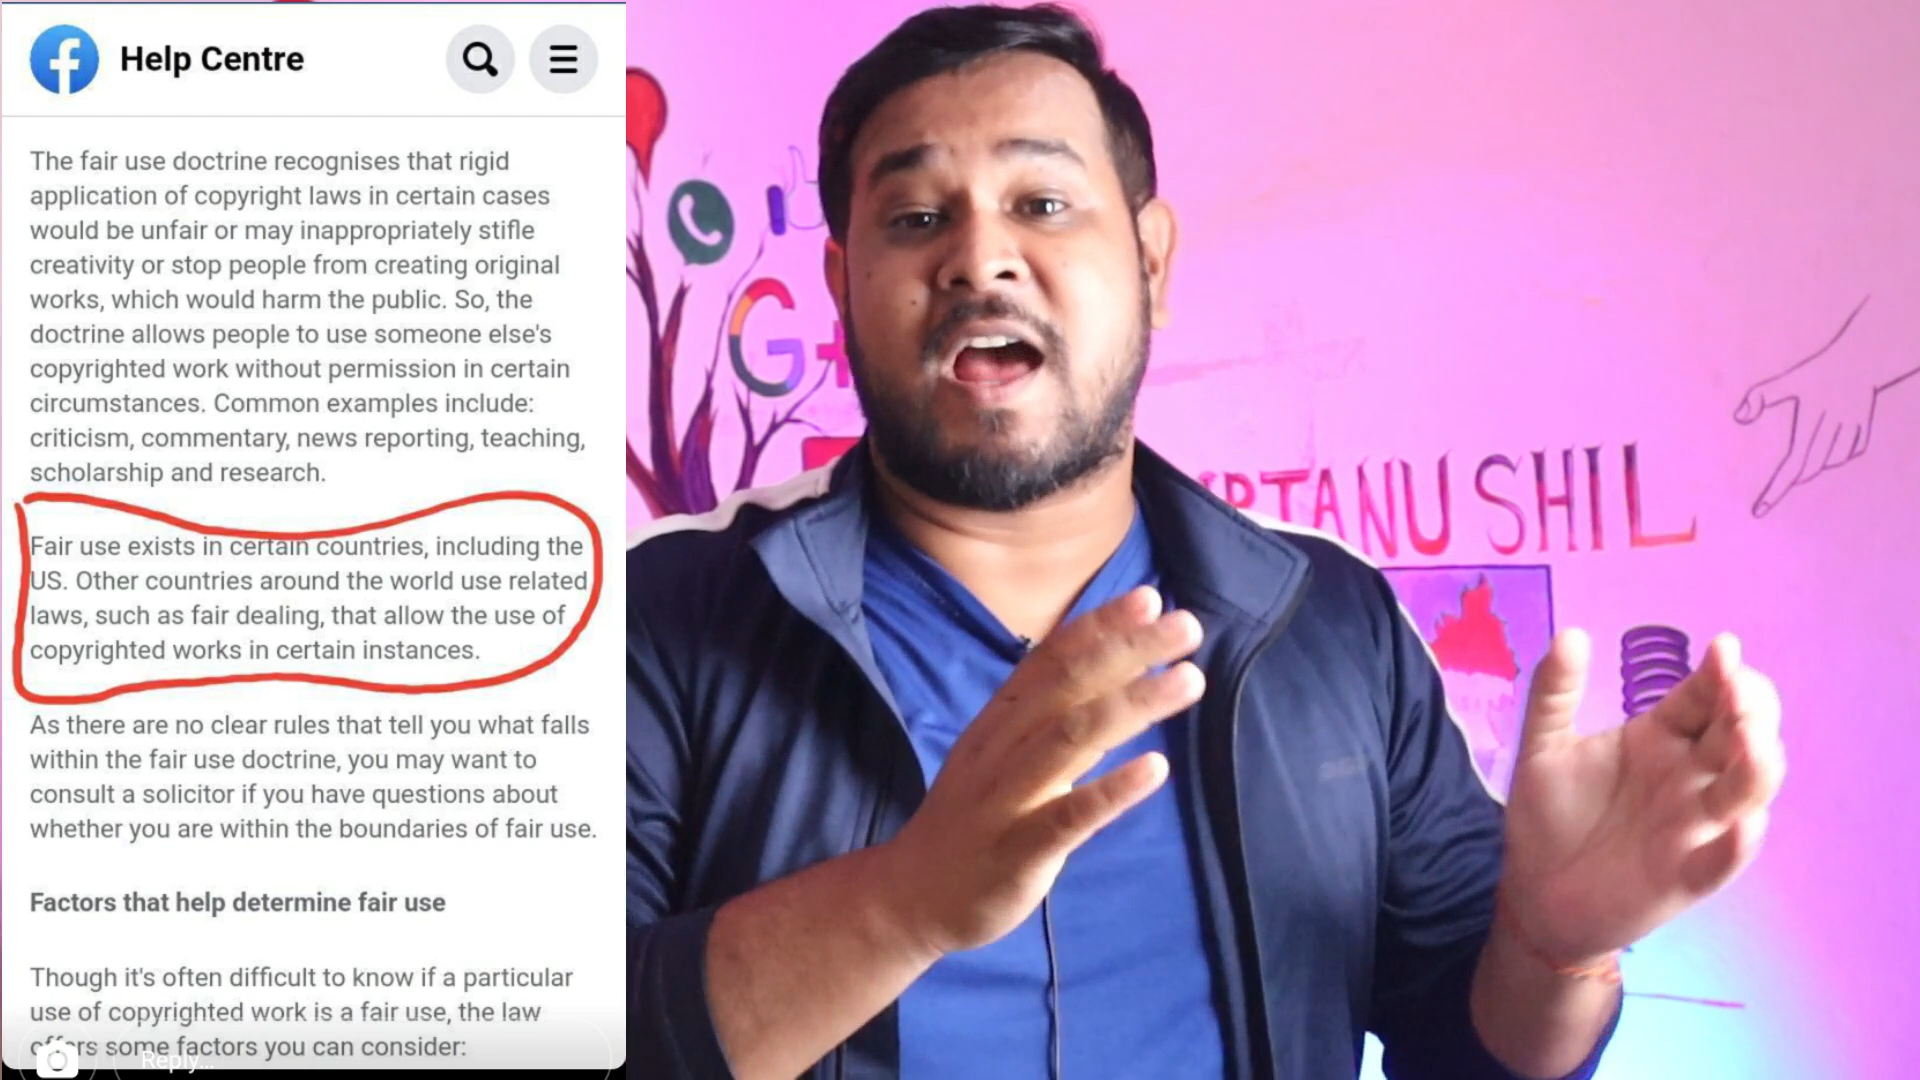 Help Centre
The fair use doctrine recognises that rigid
application of copyright laws in certain cases
would be unfair or may inappropriately stifle
creativity or stop people from creating original
works, which would harm the public. So, the
doctrine allows people to use someone else's
copyrighted work without permission in certain
circumstances. Common examples include:
criticism, commentary, news reporting, teaching,
scholarship and research.
Fair use exists in certain countries, including the
US. Other countries around the world use related
laws, such as fair dealing, that allow the use of
copyrighted works in certain instances.
As there are no clear rules that tell you what falls
within the fair use doctrine, you may want to
consult a solicitor if you have questions about
whether you are within the boundaries of fair use.
Factors that help determine fair use
Though it's often difficult to know if a particular
use of copyrighted work is a fair use, the law
offers some factors you can consider:
Reply...
G+
SHIL